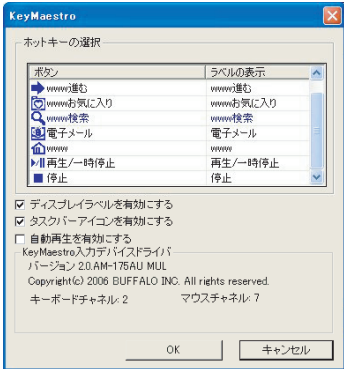 KeyMaestro
ホットキーの選択
ボタン ラベルの表示
www進む www進む
wwwお気に入り wwwお気に入り
www検索 www検索
電子メール 電子メール
www www
再生/一時停止 再生/一時停止
停止 停止
ディスプレイラベルを有効にする
タスクバーアイコンを有効にする
自動再生を有効にする
KeyMaestro入力デバイスドライバ
バージョン 2.0.AM-175AU MUL
Copyright(c) 2006 BUFFALO INC. All rights reserved.
キーボードチャネル: 2 マウスチャネル: 7
OK キャンセル